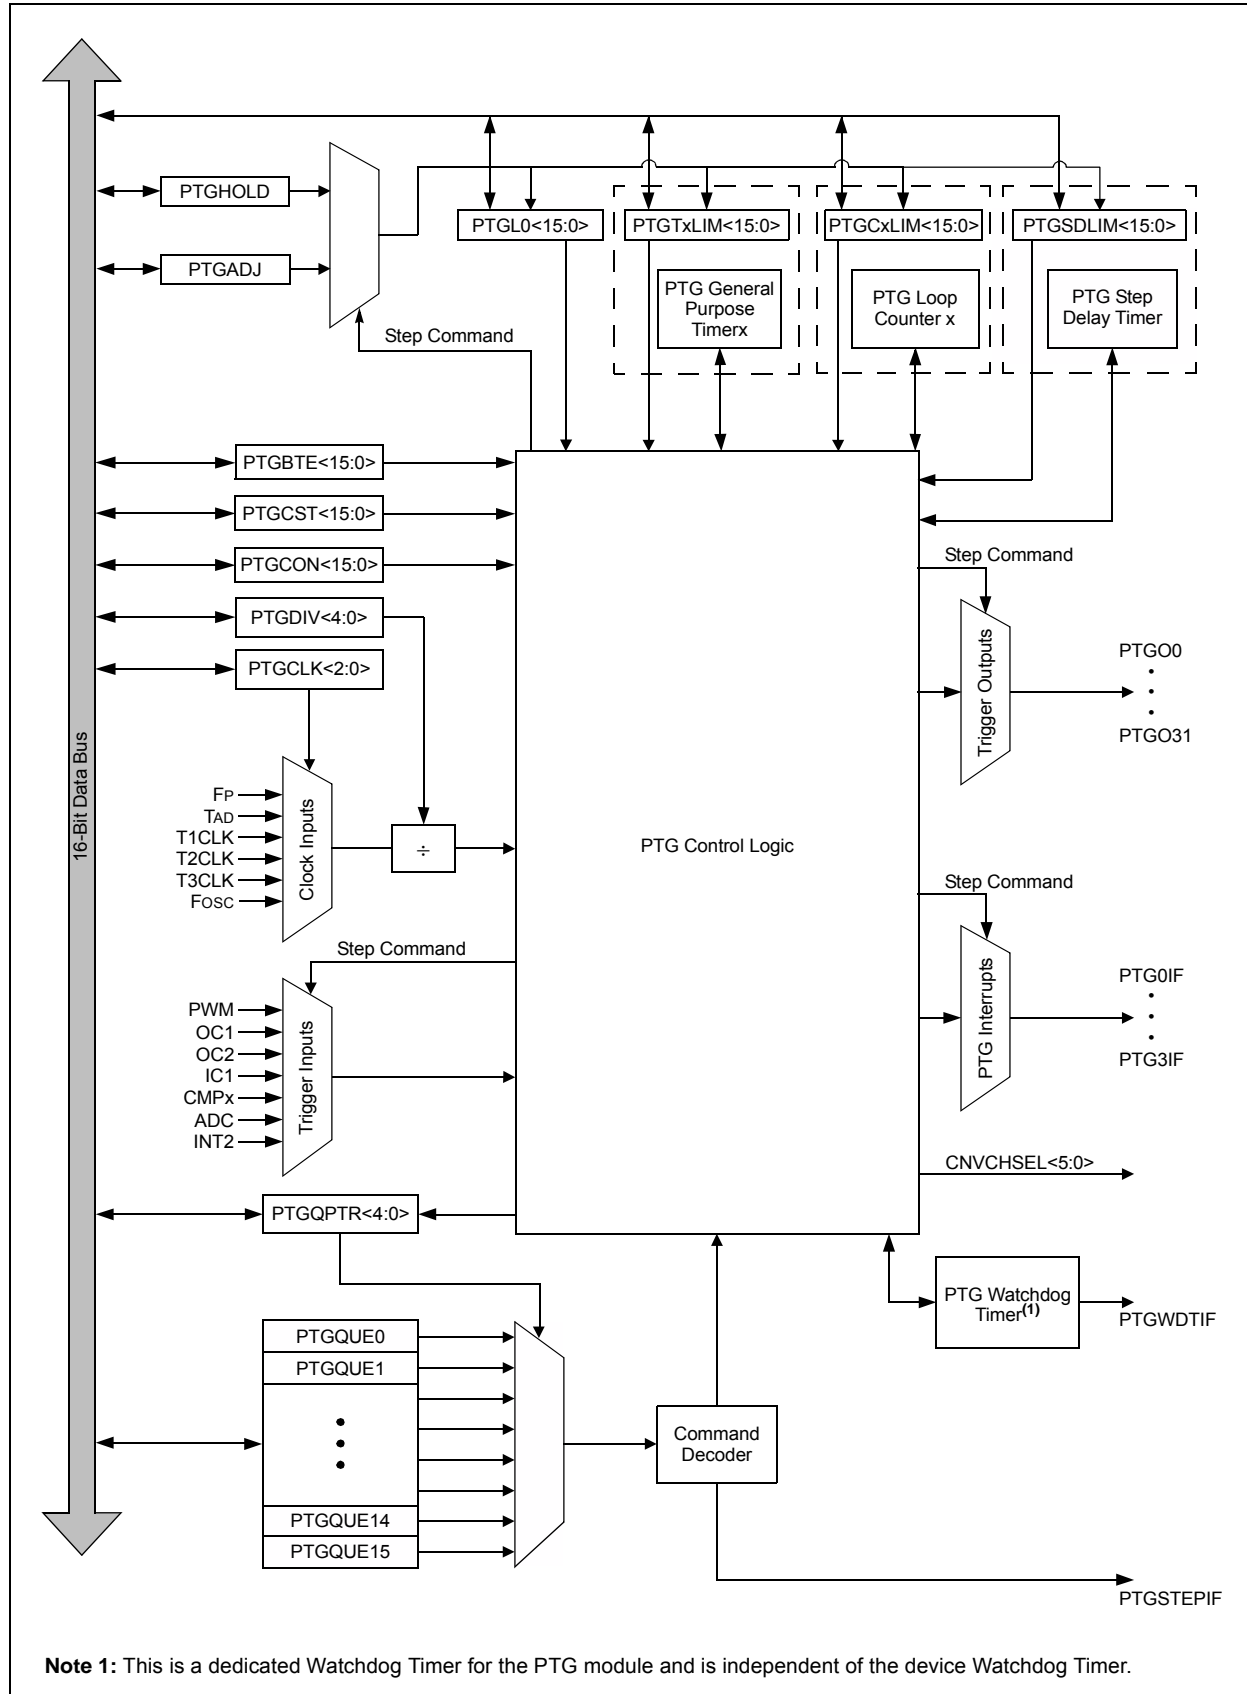 PTGHOLD
PTGL0<15:0>
PTGTxLIM<15:0>
PTGCxLIM<15:0>
PTGSDLIM<15:0>
PTGADJ
PTG General
Purpose
Timerx
PTG Loop
Counter x
PTG Step
Delay Timer
Step Command
PTGBTE<15:0>
PTGCST<15:0>
PTGCON<15:0>
PTGDIV<4:0>
PTGCLK<2:0>
16-Bit Data Bus
Step Command
Trigger Outputs
PTGO0
•
•
•
PTGO31
FP
TAD
T1CLK
T2CLK
T3CLK
FOSC
Clock Inputs
÷
PTG Control Logic
Step Command
PTG Interrupts
PTG0IF
•
•
•
PTG3IF
Step Command
PWM
OC1
OC2
IC1
CMPx
ADC
INT2
Trigger Inputs
CNVCHSEL<5:0>
PTGQPTR<4:0>
PTG Watchdog
Timer(1)
PTGWDTIF
PTGQUE0
PTGQUE1
•
•
•
PTGQUE14
PTGQUE15
Command
Decoder
PTGSTEPIF
Note 1: This is a dedicated Watchdog Timer for the PTG module and is independent of the device Watchdog Timer.